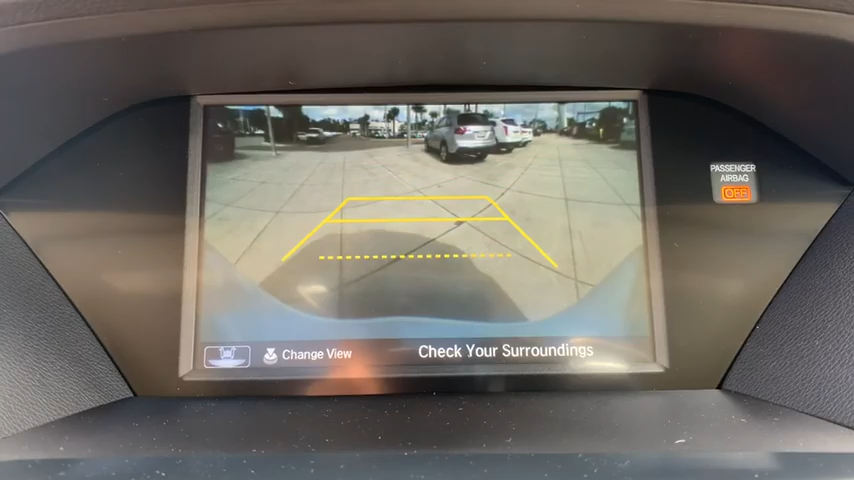 PASSENGER
AIRBAG
OFF
Change View
Check Your Surroundings